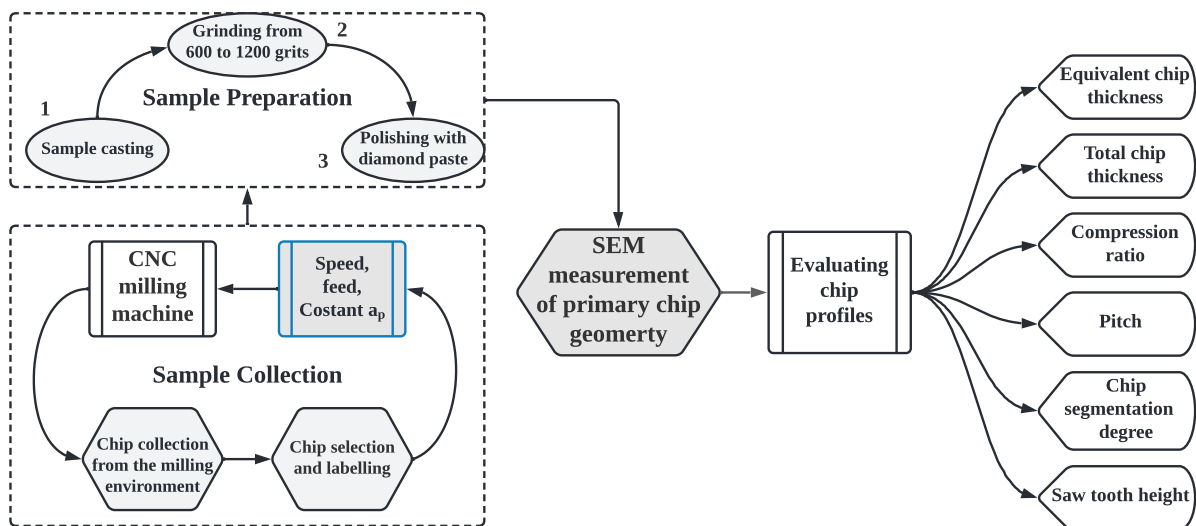 Grinding from
600 to 1200 grits
2
Sample Preparation
1
Sample casting
Polishing with
diamond paste
3
CNC
milling
machine
Speed,
feed,
Costant aₚ
Sample Collection
Chip collection
from the milling
environment
Chip selection
and labelling
SEM
measurement
of primary chip
geomerty
Evaluating
chip
profiles
Equivalent chip
thickness
Total chip
thickness
Compression
ratio
Pitch
Chip
segmentation
degree
Saw tooth height